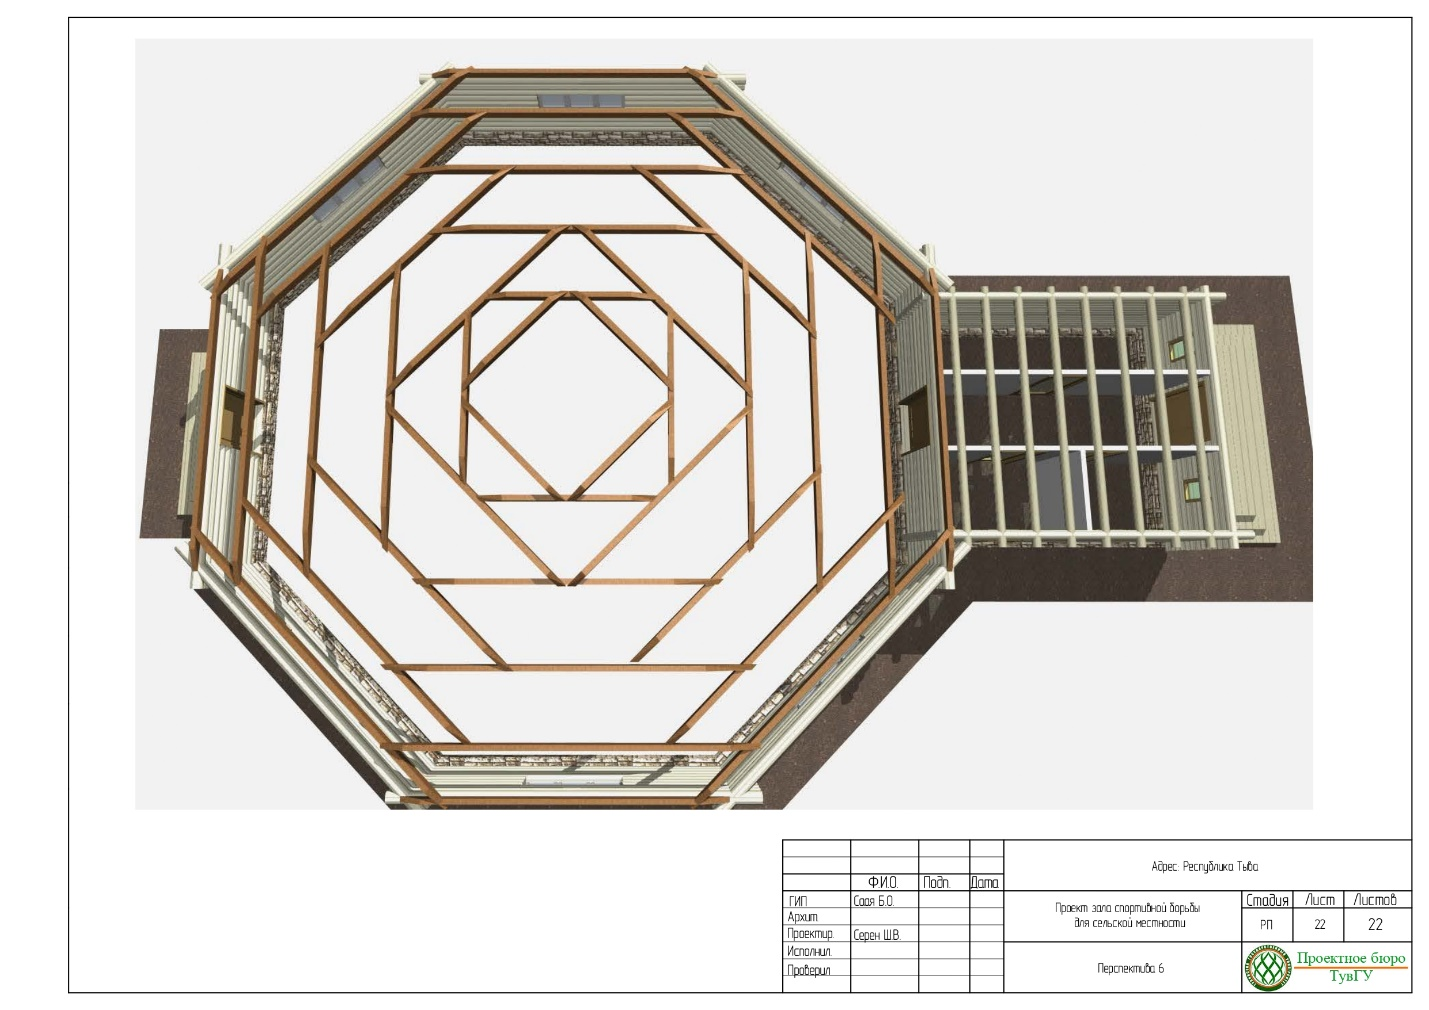 Адрес: Республика Тыва
Ф.И.О. Подп. Дата
ГИП Саая Б.О.
Архит.
Проектир. Серен Ш.В.
Исполнил.
Проверил
Проект зала спортивной борьбы
для сельской местности
Стадия Лист Листов
РП 22 22
Перспектива 6
Проектное бюро
ТувГУ